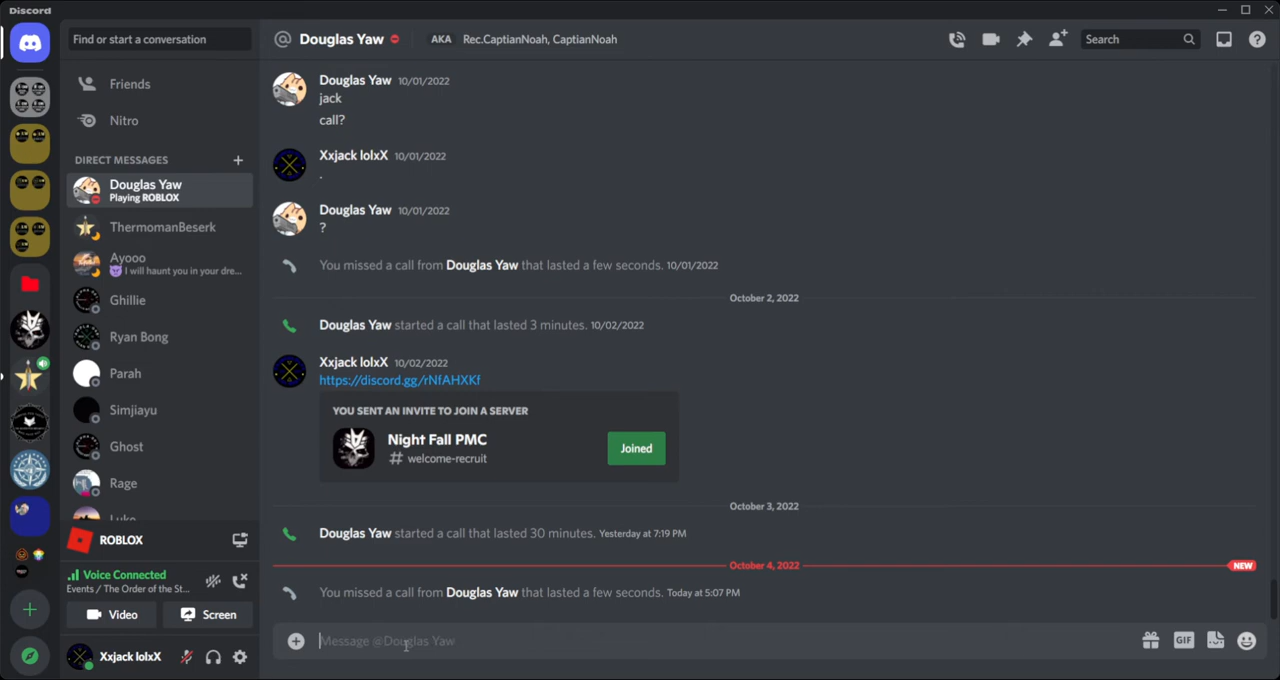 Discord
Find or start a conversation
Friends
Nitro
DIRECT MESSAGES
Douglas Yaw
Playing ROBLOX
ThermomanBeserk
Ayooo
😈 I will haunt you in your dre...
Ghillie
Ryan Bong
Parah
Simjiayu
Ghost
Rage
Luke
ROBLOX
Voice Connected
Events / The Order of the St...
Video
Screen
Xxjack lolxX
@ Douglas Yaw
AKA Rec.CaptianNoah, CaptianNoah
Search
Douglas Yaw 10/01/2022
jack
call?
Xxjack lolxX 10/01/2022
.
Douglas Yaw 10/01/2022
?
You missed a call from Douglas Yaw that lasted a few seconds. 10/01/2022
October 2, 2022
Douglas Yaw started a call that lasted 3 minutes. 10/02/2022
Xxjack lolxX 10/02/2022
https://discord.gg/rNfAHXKf
YOU SENT AN INVITE TO JOIN A SERVER
Night Fall PMC
# welcome-recruit
Joined
October 3, 2022
Douglas Yaw started a call that lasted 30 minutes. Yesterday at 7:19 PM
October 4, 2022
NEW
You missed a call from Douglas Yaw that lasted a few seconds. Today at 5:07 PM
Message @Douglas Yaw
GIF